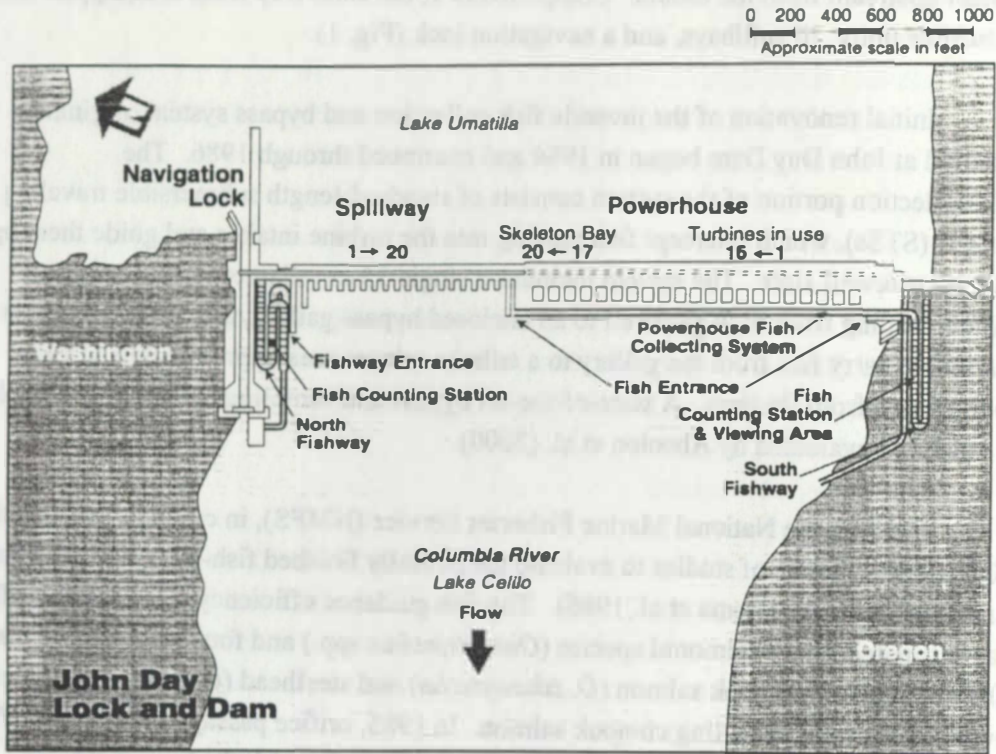 0 200 400 600 800 1000
Approximate scale in feet
Lake Umatilla
Navigation
Lock
Spillway
1 → 20
Skeleton Bay
20 ← 17
Powerhouse
Turbines in use
16 ← 1
Washington
Powerhouse Fish
Collecting System
Fishway Entrance
Fish Counting Station
North
Fishway
Fish Entrance
Fish
Counting Station
& Viewing Area
South
Fishway
Columbia River
Lake Celilo
Flow
Oregon
John Day
Lock and Dam